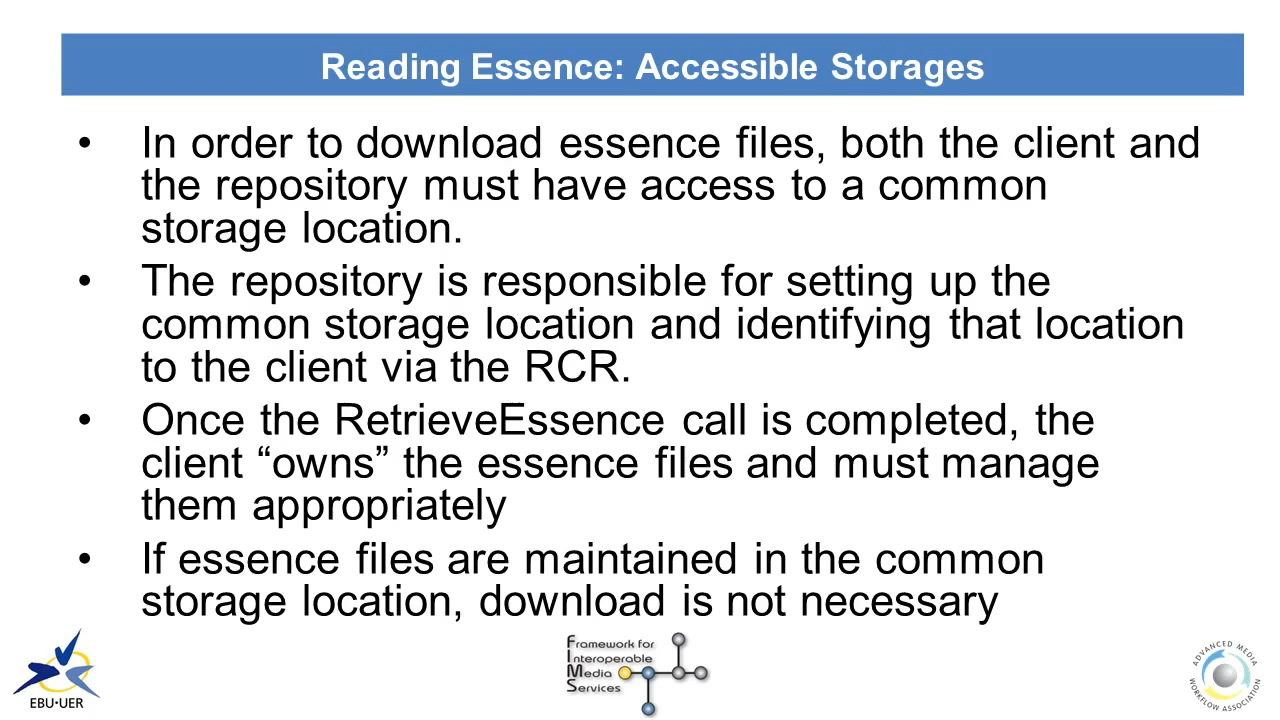 Reading Essence: Accessible Storages
• In order to download essence files, both the client and
the repository must have access to a common
storage location.
• The repository is responsible for setting up the
common storage location and identifying that location
to the client via the RCR.
• Once the RetrieveEssence call is completed, the
client “owns” the essence files and must manage
them appropriately
• If essence files are maintained in the common
storage location, download is not necessary
EBU•UER
Framework for
Interoperable
Media
Services
ADVANCED MEDIA
WORKFLOW ASSOCIATION